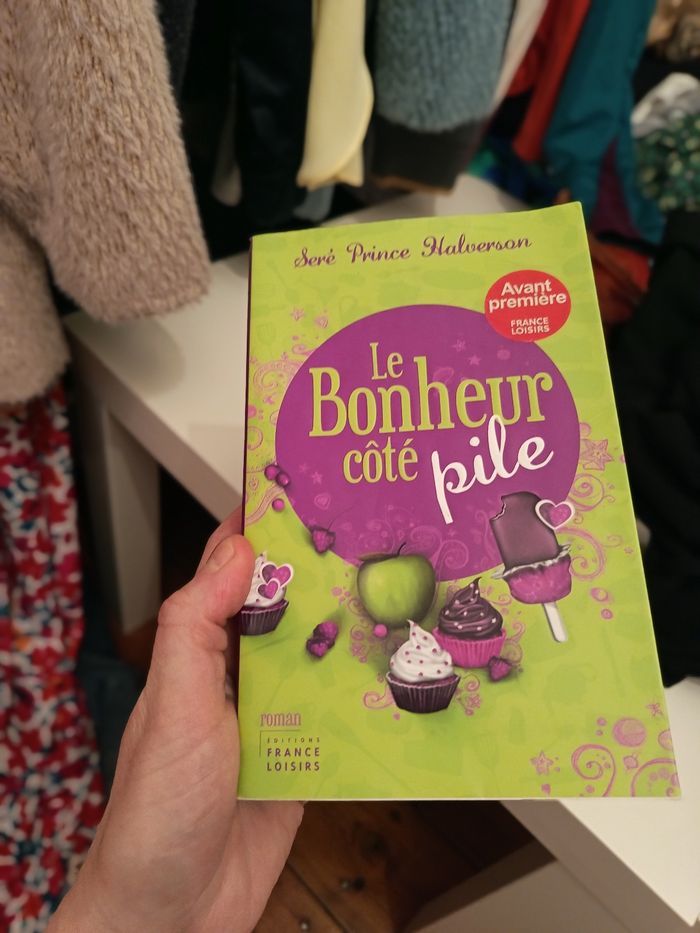 Seré Prince Halverson
Avant
première
FRANCE
LOISIRS
Le
Bonheur
côté pile
roman
ÉDITIONS
FRANCE
LOISIRS